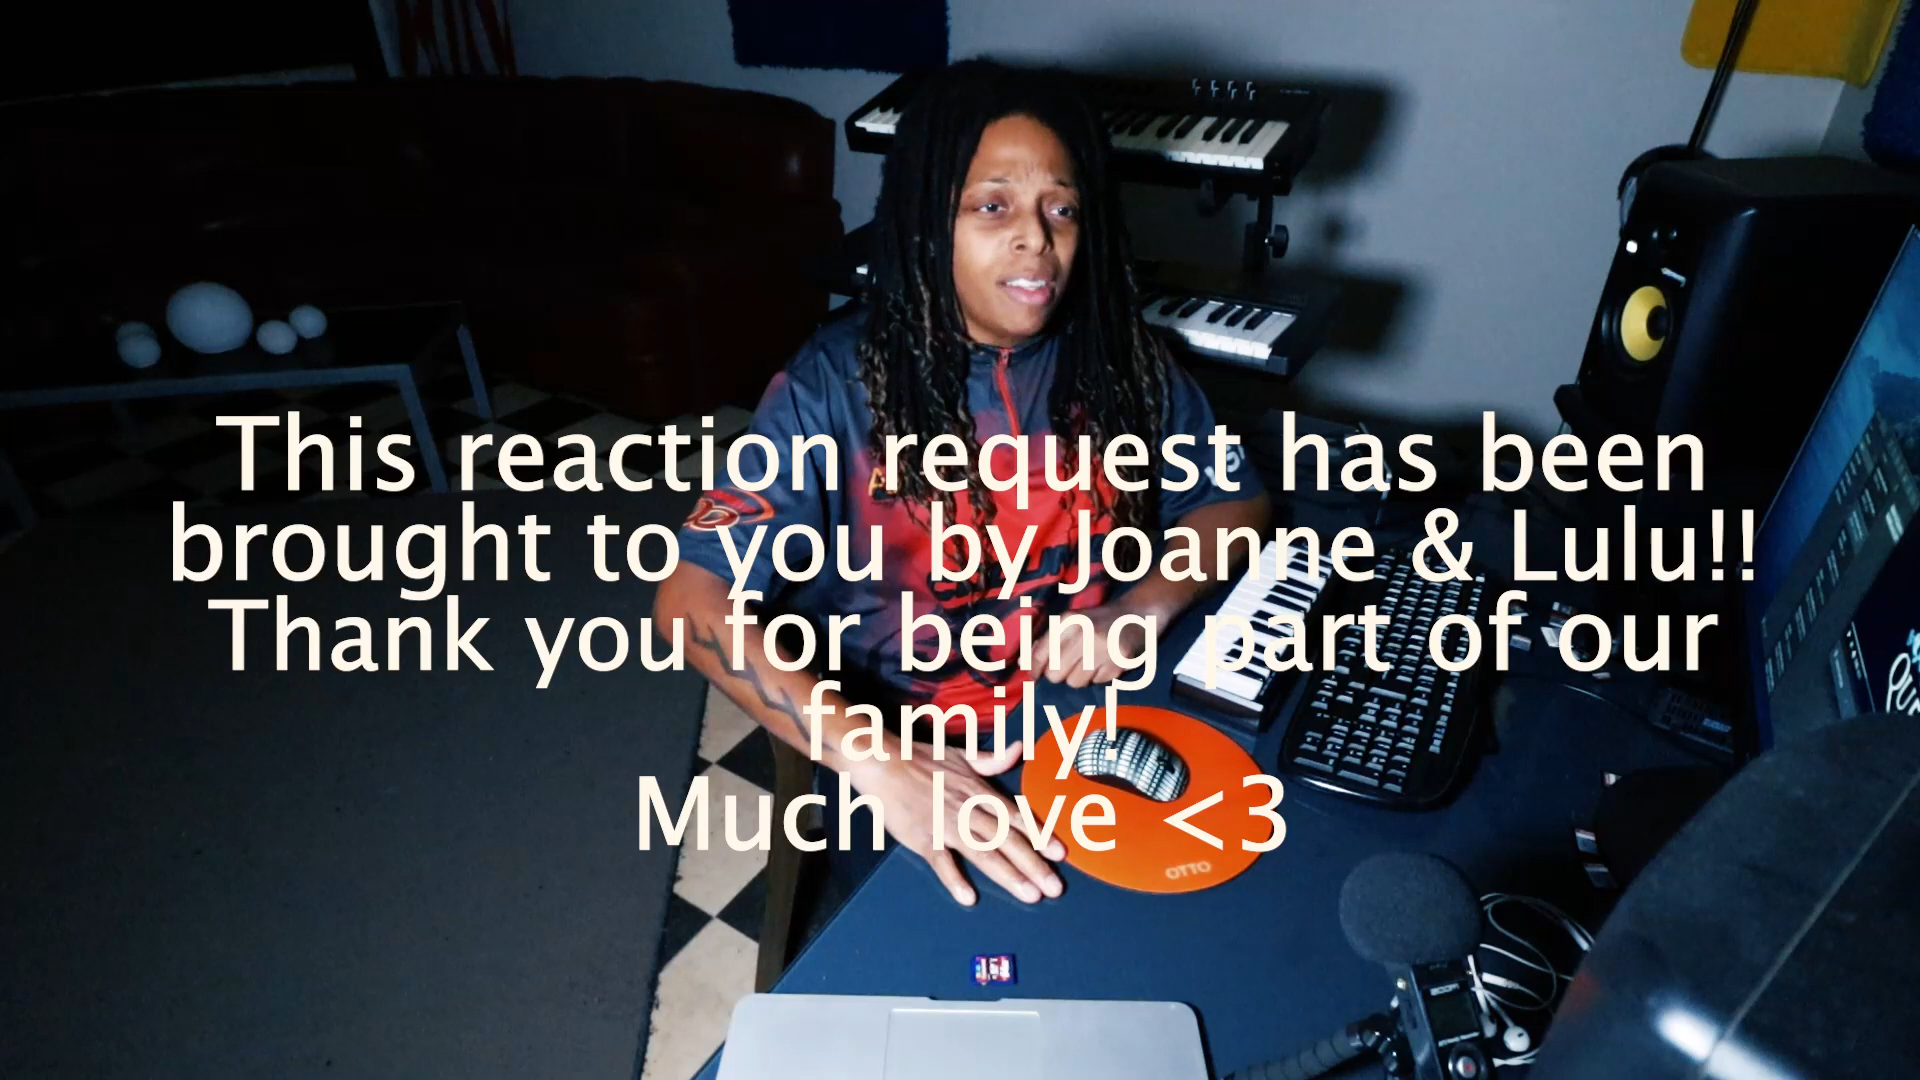 This reaction request has been
brought to you by Joanne & Lulu!!
Thank you for being part of our
family!
Much love <3
OTTO